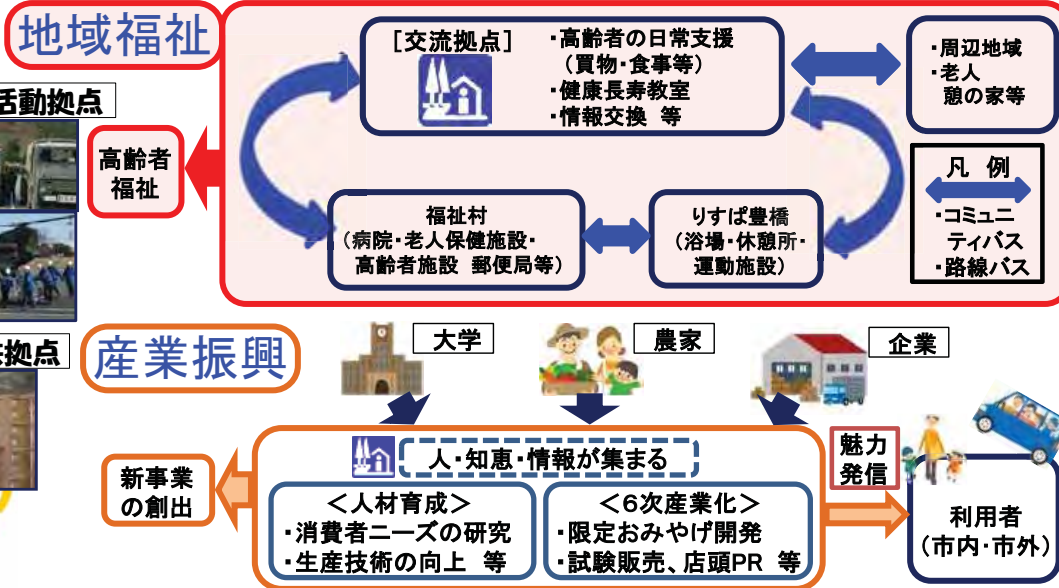 地域福祉
[交流拠点]
・高齢者の日常支援
(買物・食事等)
・健康長寿教室
・情報交換 等
・周辺地域
・老人
憩の家等
活動拠点
高齢者
福祉
凡 例
・コミュニ
ティバス
・路線バス
福祉村
(病院・老人保健施設・
高齢者施設 郵便局等)
りすぱ豊橋
(浴場・休憩所・
運動施設)
拠点
産業振興
大学
農家
企業
人・知恵・情報が集まる
魅力
発信
新事業
の創出
<人材育成>
・消費者ニーズの研究
・生産技術の向上 等
<6次産業化>
・限定おみやげ開発
・試験販売、店頭PR 等
利用者
(市内・市外)